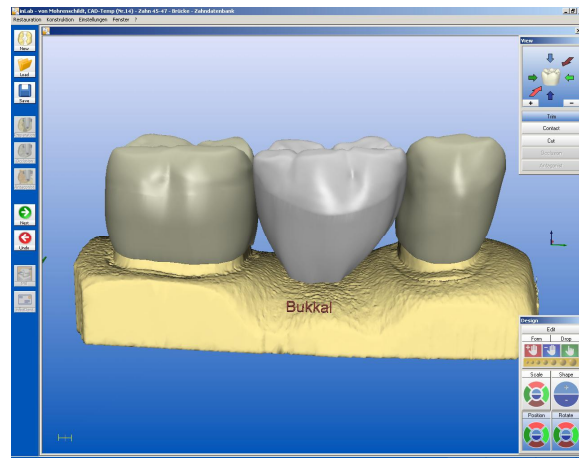 inLab - von Mohrenschildt, CAD-Temp (Nr.14) - Zahn 45-47 - Brücke - Zahndatenbank
Restauration Konstruktion Einstellungen Fenster ?
New
Load
Save
Next
Undo
View
+ −
Trim
Contact
Cut
Bukkal
Design
Edit
Form Drop
Scale Shape
Position Rotate